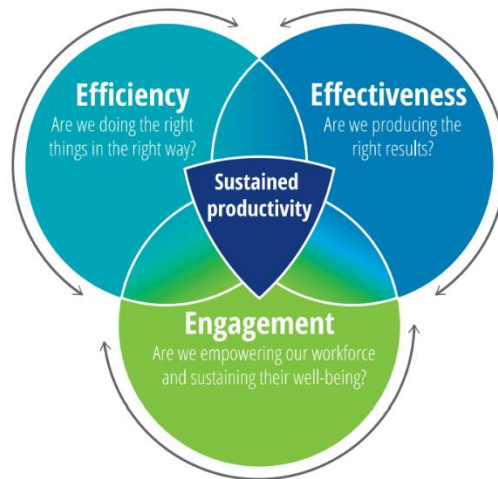 Efficiency
Are we doing the right
things in the right way?
Effectiveness
Are we producing the
right results?
Sustained
productivity
Engagement
Are we empowering our workforce
and sustaining their well-being?